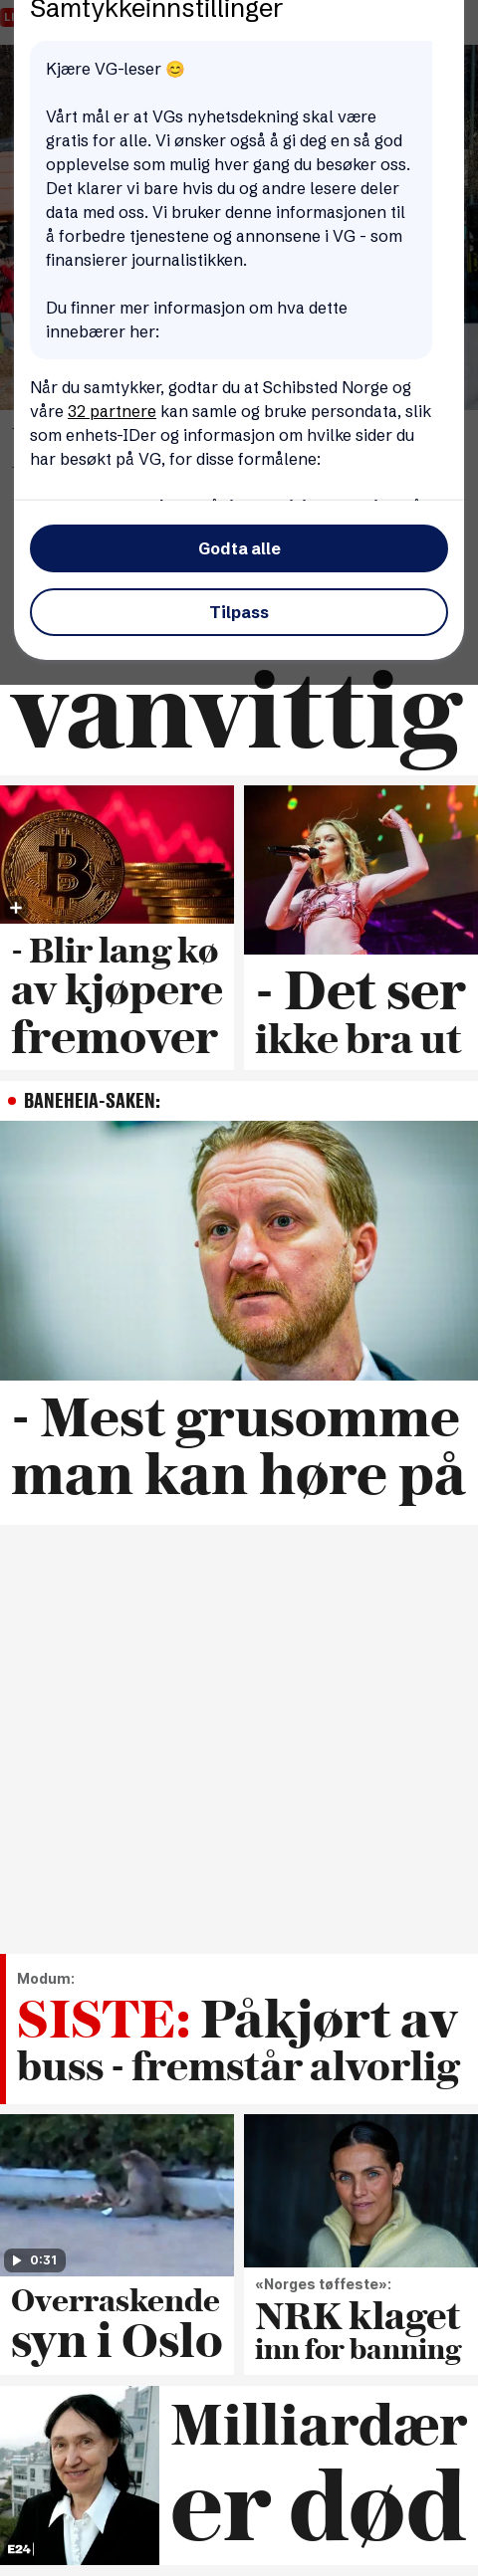 Samtykkeinnstillinger
Kjære VG-leser 😊
Vårt mål er at VGs nyhetsdekning skal være
gratis for alle. Vi ønsker også å gi deg en så god
opplevelse som mulig hver gang du besøker oss.
Det klarer vi bare hvis du og andre lesere deler
data med oss. Vi bruker denne informasjonen til
å forbedre tjenestene og annonsene i VG - som
finansierer journalistikken.
Du finner mer informasjon om hva dette
innebærer her:
Når du samtykker, godtar du at Schibsted Norge og
våre 32 partnere kan samle og bruke persondata, slik
som enhets-IDer og informasjon om hvilke sider du
har besøkt på VG, for disse formålene:
Godta alle
Tilpass
vanvittig
- Blir lang kø
av kjøpere
fremover
- Det ser
ikke bra ut
BANEHEIA-SAKEN:
- Mest grusomme
man kan høre på
Modum:
SISTE: Påkjørt av
buss - fremstår alvorlig
0:31
Overraskende
syn i Oslo
«Norges tøffeste»:
NRK klaget
inn for banning
E24
Milliardær
er død